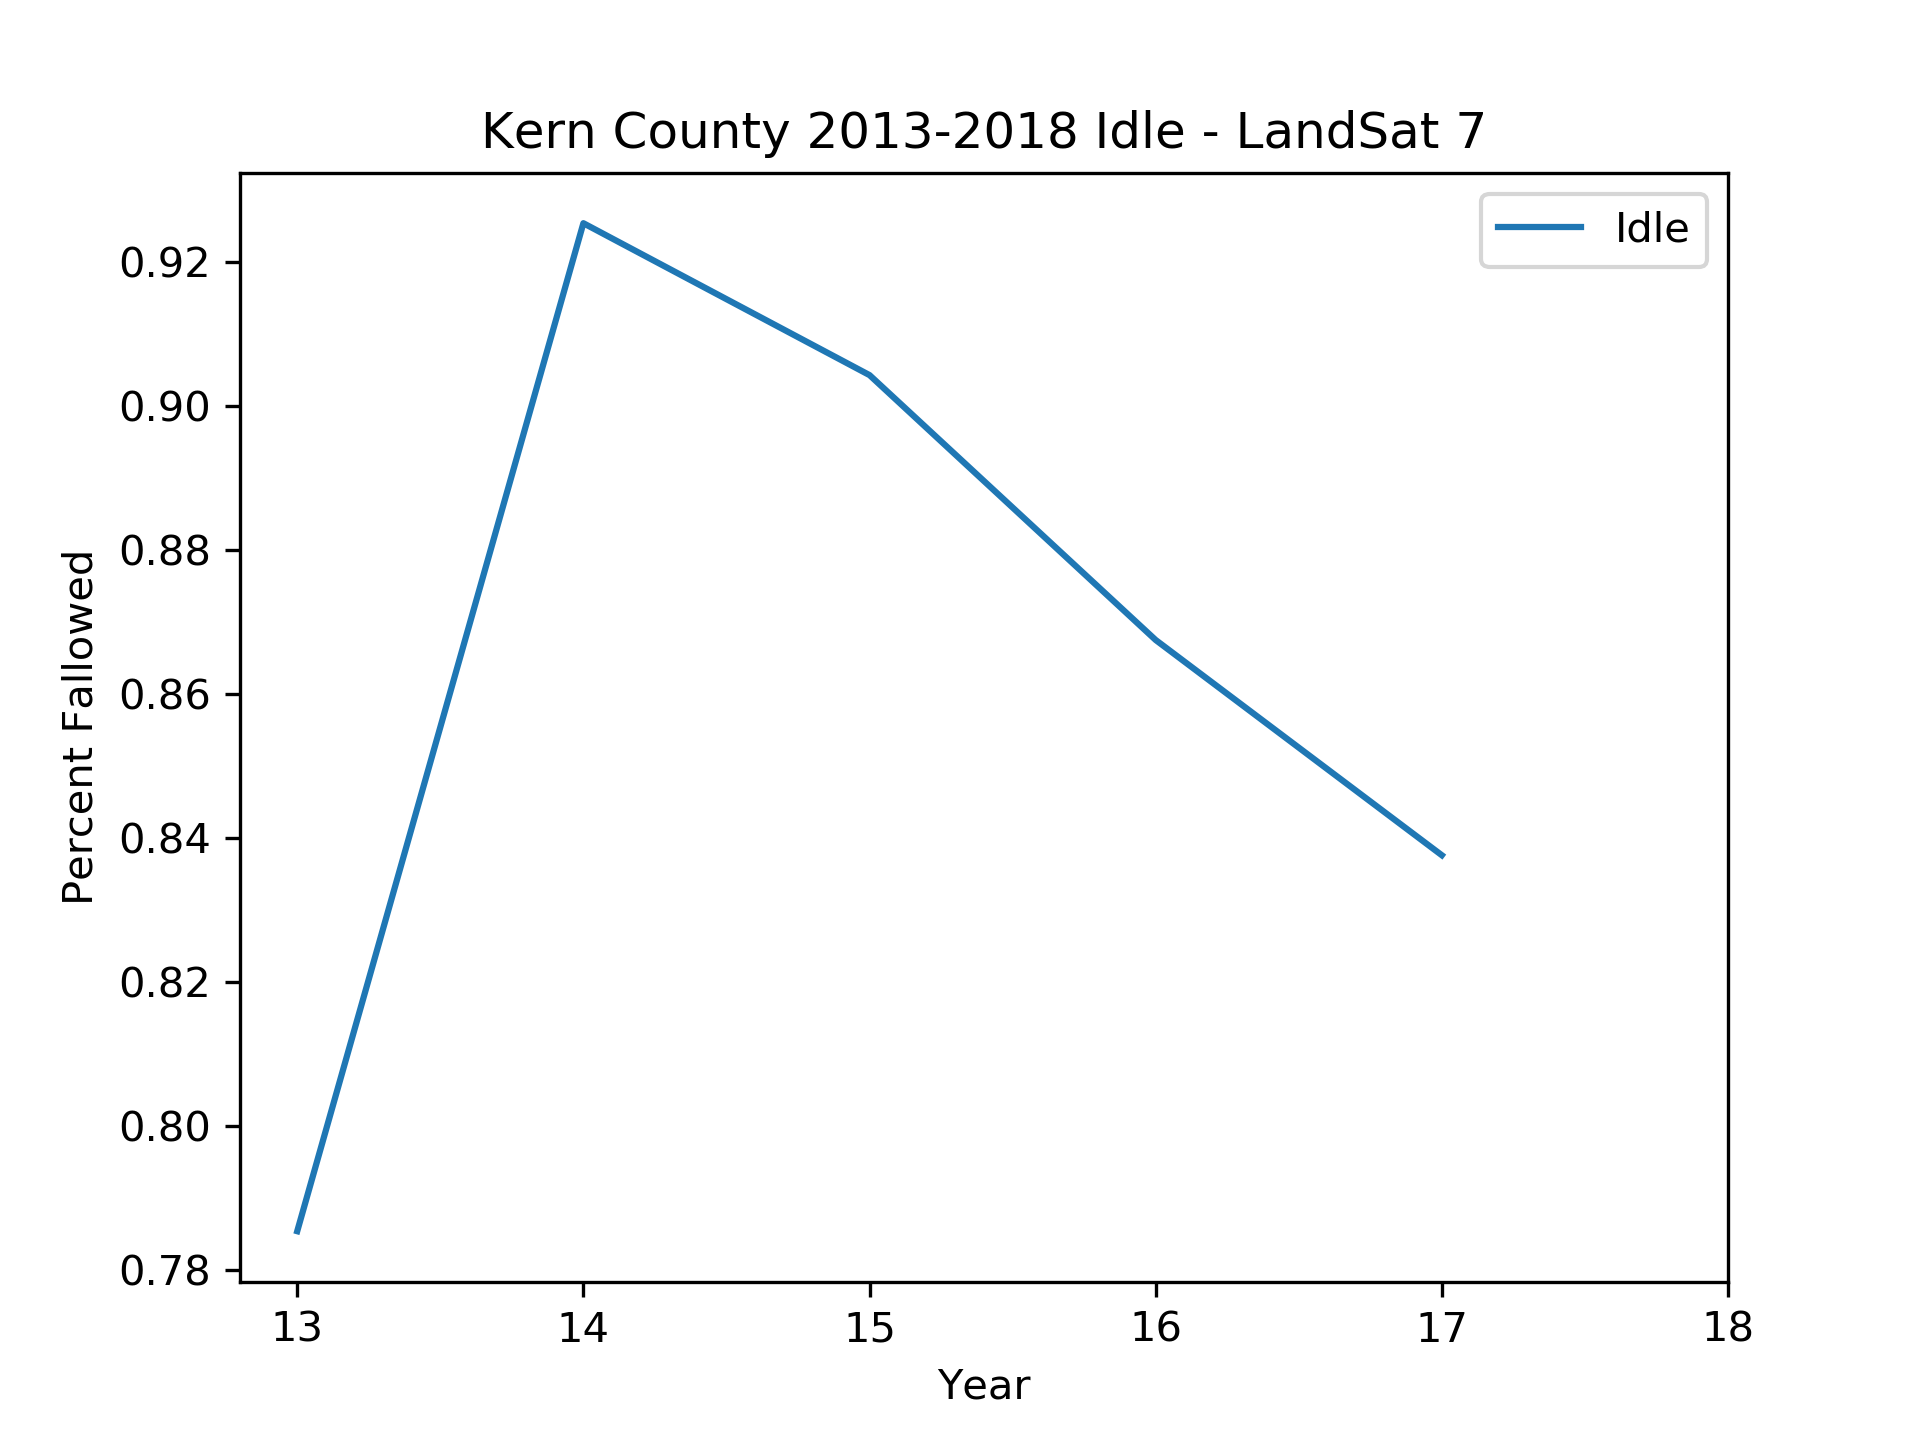 Kern County 2013-2018 Idle - LandSat 7
Idle
Percent Fallowed
0.92
0.90
0.88
0.86
0.84
0.82
0.80
0.78
13 14 15 16 17 18
Year